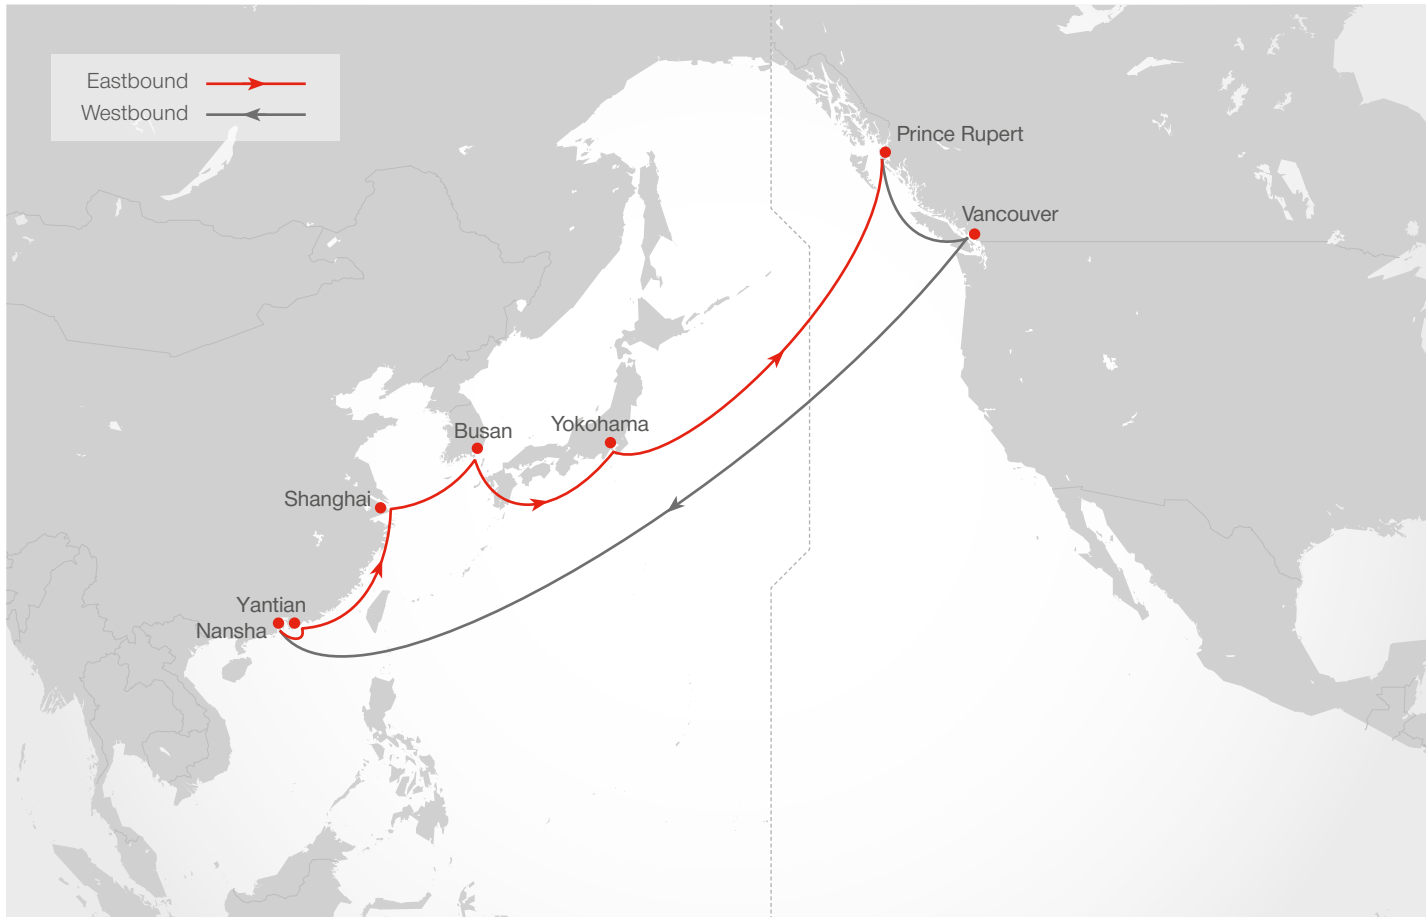 Eastbound
Westbound
Prince Rupert
Vancouver
Busan
Yokohama
Shanghai
Yantian
Nansha